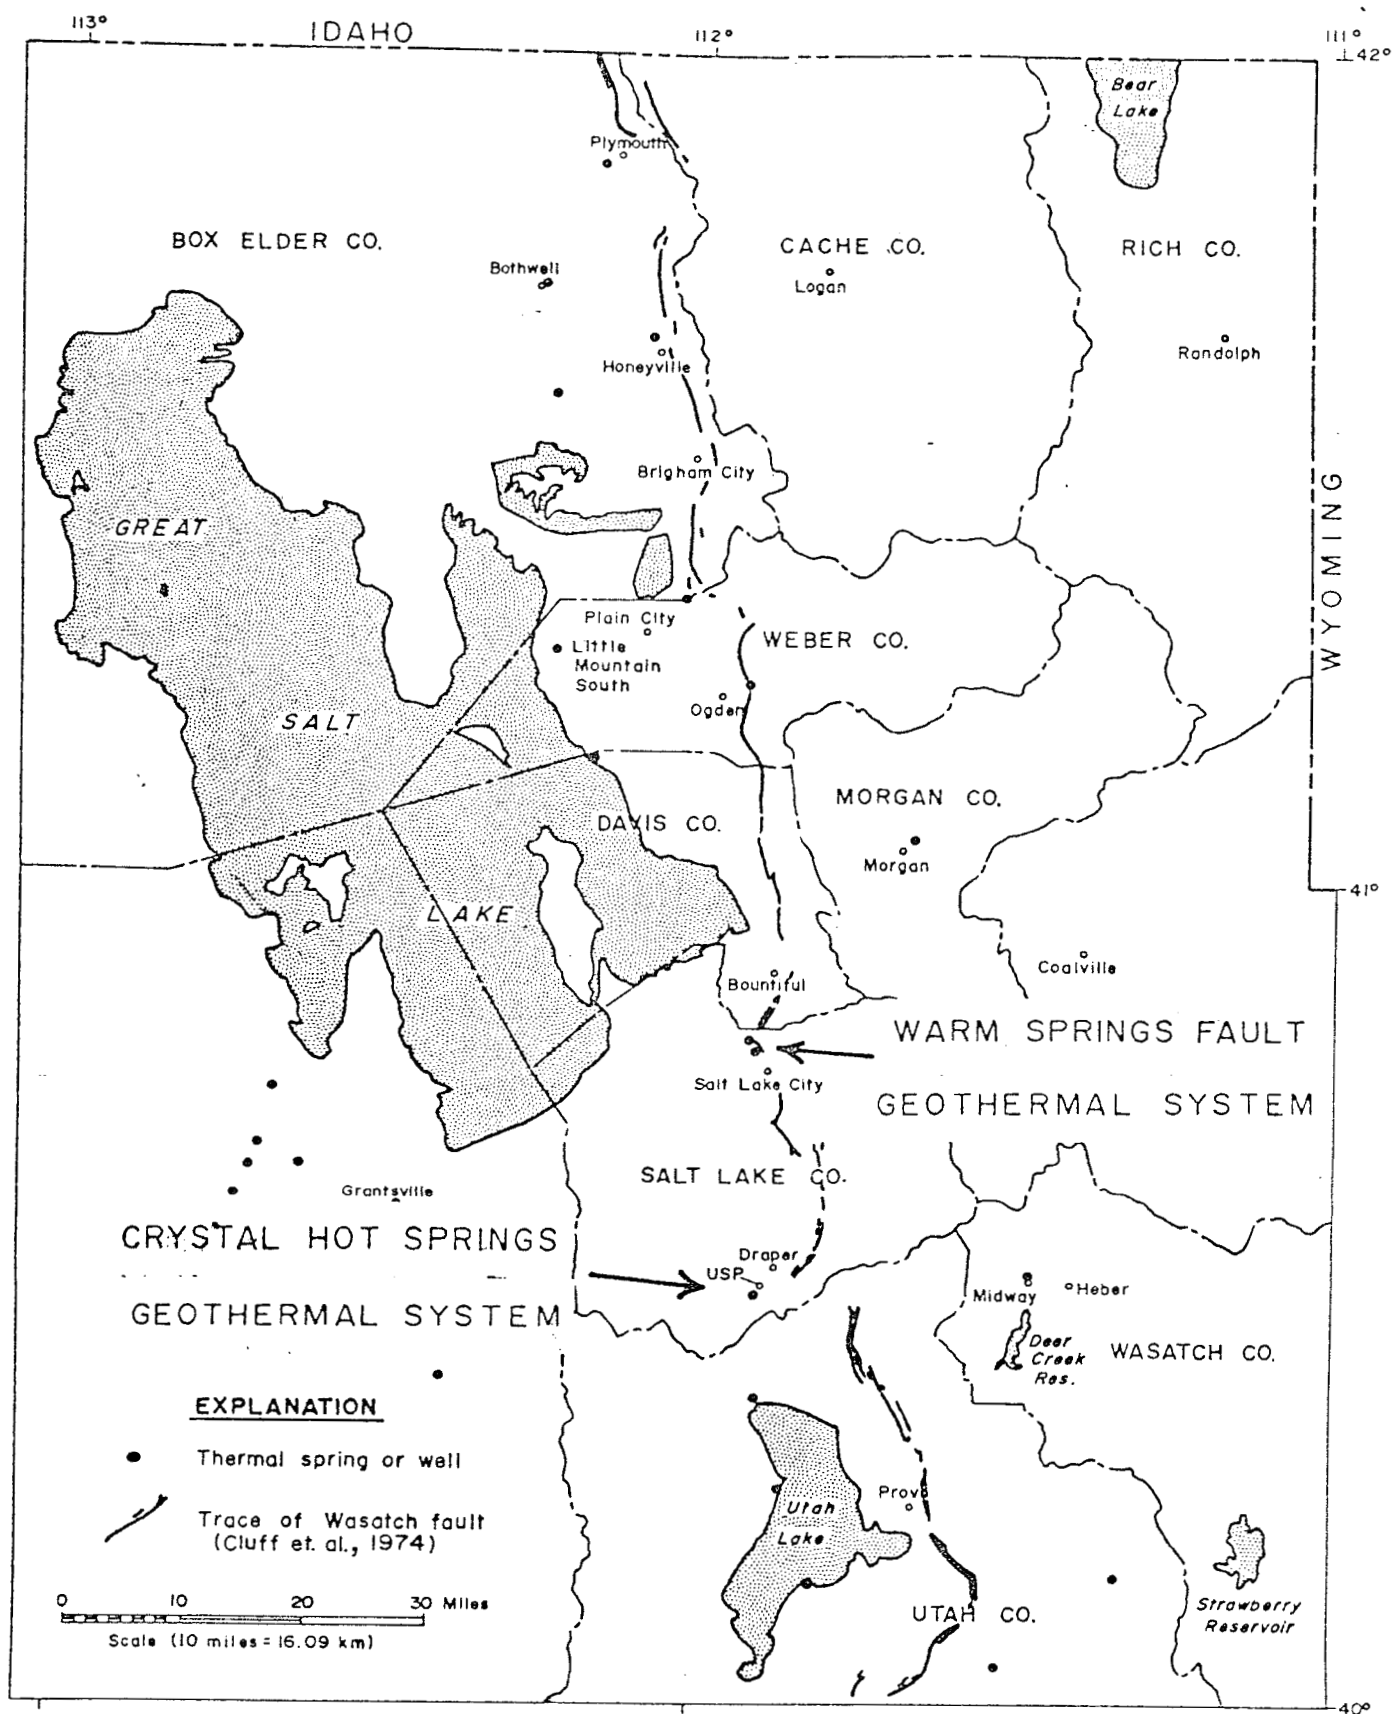 113°
IDAHO
112°
111°
42°
Bear
Lake
Plymouth
BOX ELDER CO.
CACHE CO.
RICH CO.
Bothwell
Logan
Honeyville
Randolph
Brigham City
GREAT
WYOMING
Plain City
Little
Mountain
South
WEBER CO.
Ogden
SALT
MORGAN CO.
DAVIS CO.
Morgan
41°
LAKE
Coalville
Bountiful
WARM SPRINGS FAULT
GEOTHERMAL SYSTEM
Salt Lake City
SALT LAKE CO.
Grantsville
CRYSTAL HOT SPRINGS
GEOTHERMAL SYSTEM
Draper
USP
Midway
Heber
Deer
Creek
Res.
WASATCH CO.
EXPLANATION
Thermal spring or well
Trace of Wasatch fault
(Cluff et. al., 1974)
Utah
Lake
Prov
0 10 20 30 Miles
Scale (10 miles = 16.09 km)
UTAH CO.
Strawberry
Reservoir
40°